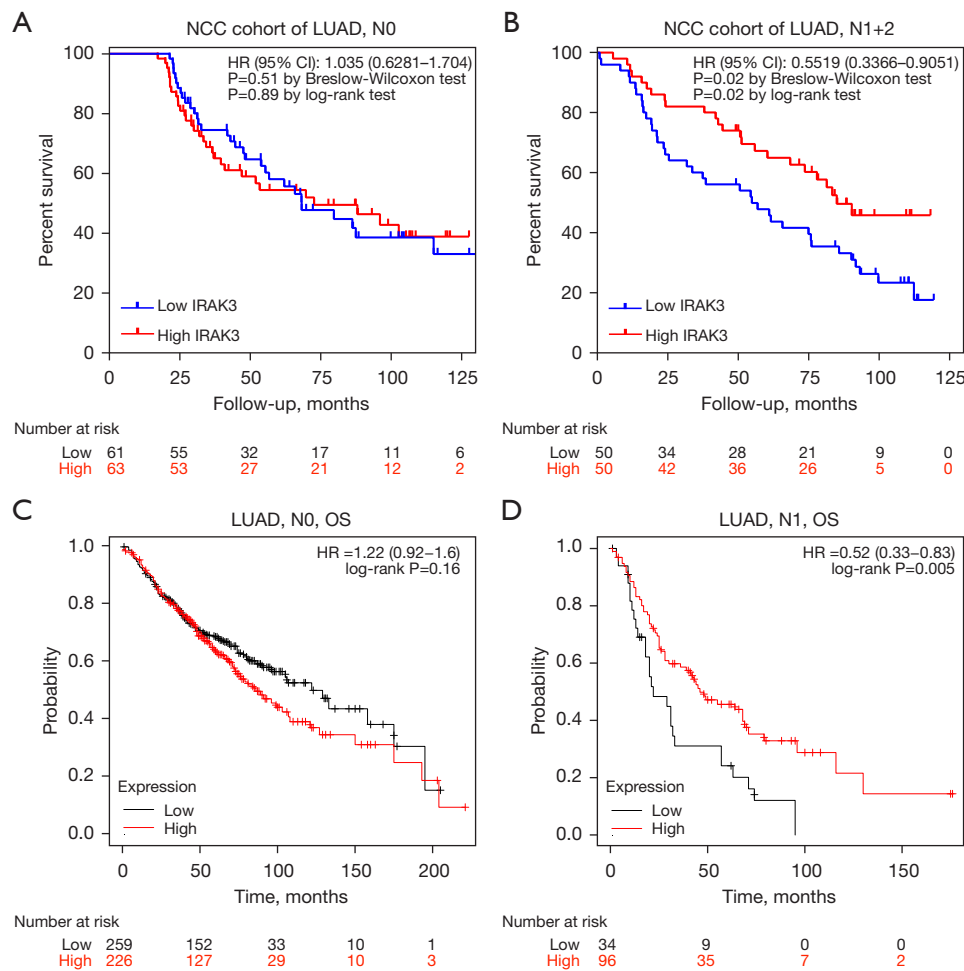 A
NCC cohort of LUAD, N0
HR (95% CI): 1.035 (0.6281–1.704)
P=0.51 by Breslow-Wilcoxon test
P=0.89 by log-rank test
Percent survival
100
80
60
40
20
0
Low IRAK3
High IRAK3
0 25 50 75 100 125
Follow-up, months
Number at risk
Low 61 55 32 17 11 6
High 63 53 27 21 12 2
B
NCC cohort of LUAD, N1+2
HR (95% CI): 0.5519 (0.3366–0.9051)
P=0.02 by Breslow-Wilcoxon test
P=0.02 by log-rank test
Percent survival
100
80
60
40
20
0
Low IRAK3
High IRAK3
0 25 50 75 100 125
Follow-up, months
Number at risk
Low 50 34 28 21 9 0
High 50 42 36 26 5 0
C
LUAD, N0, OS
HR =1.22 (0.92–1.6)
log-rank P=0.16
Probability
1.0
0.8
0.6
0.4
0.2
0.0
Expression
Low
High
0 50 100 150 200
Time, months
Number at risk
Low 259 152 33 10 1
High 226 127 29 10 3
D
LUAD, N1, OS
HR =0.52 (0.33–0.83)
log-rank P=0.005
Probability
1.0
0.8
0.6
0.4
0.2
0.0
Expression
Low
High
0 50 100 150
Time, months
Number at risk
Low 34 9 0 0
High 96 35 7 2